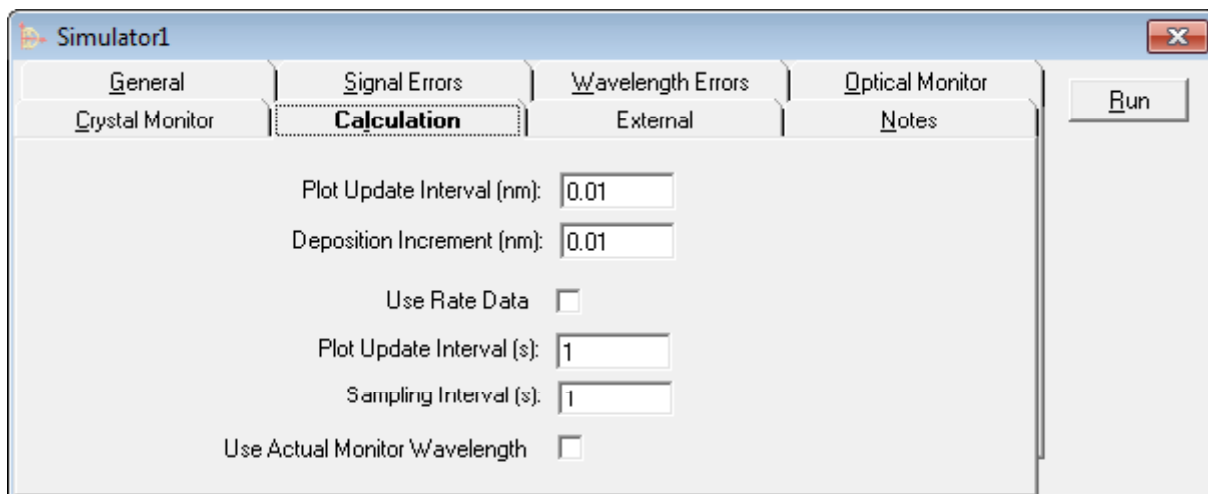 Simulator1
General Signal Errors Wavelength Errors Optical Monitor
Run
Crystal Monitor Calculation External Notes
Plot Update Interval (nm): 0.01
Deposition Increment (nm): 0.01
Use Rate Data
Plot Update Interval (s): 1
Sampling Interval (s): 1
Use Actual Monitor Wavelength